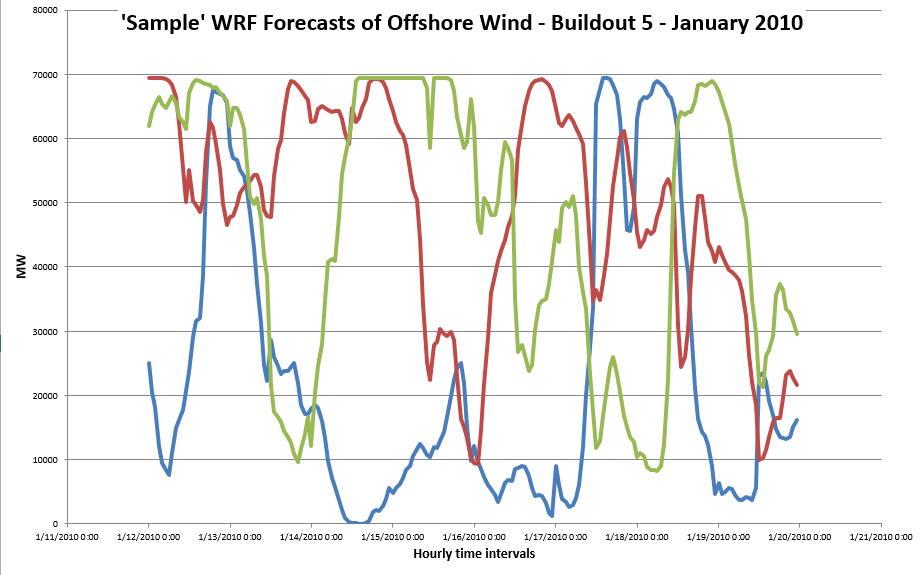 'Sample' WRF Forecasts of Offshore Wind - Buildout 5 - January 2010
80000
70000
60000
50000
40000
30000
20000
10000
0
MW
1/11/2010 0:00 1/12/2010 0:00 1/13/2010 0:00 1/14/2010 0:00 1/15/2010 0:00 1/16/2010 0:00 1/17/2010 0:00 1/18/2010 0:00 1/19/2010 0:00 1/20/2010 0:00 1/21/2010 0:00
Hourly time intervals